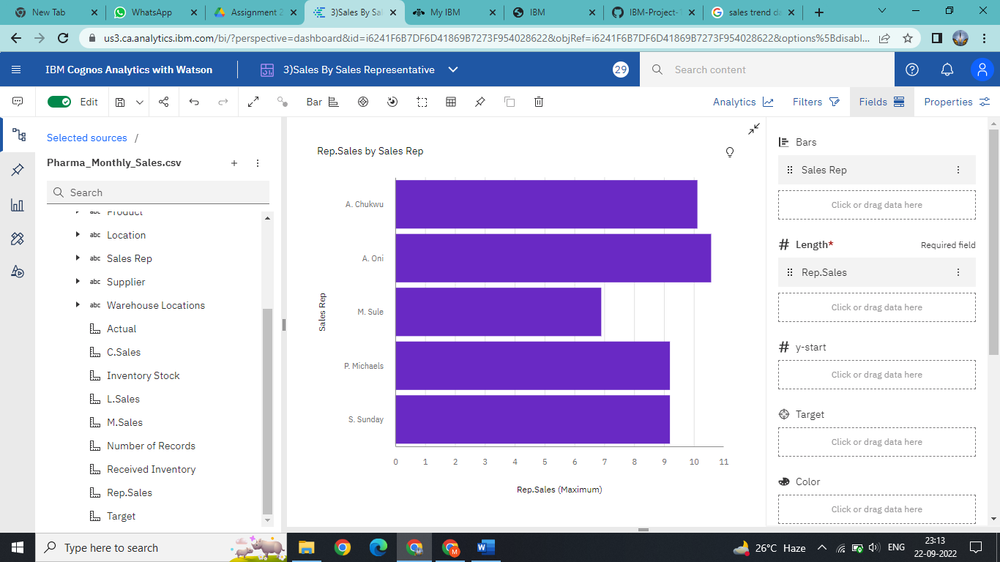 New Tab
WhatsApp
Assignment 2
3)Sales By Sal
My IBM
IBM
IBM-Project-1
sales trend da
us3.ca.analytics.ibm.com/bi/?perspective=dashboard&id=i6241F6B7DF6D41869B7273F954028622&objRef=i6241F6B7DF6D41869B7273F954028622&options%5Bdisabl...
IBM Cognos Analytics with Watson
3)Sales By Sales Representative
29
Search content
Edit
Bar
Analytics
Filters
Fields
Properties
Selected sources /
Pharma_Monthly_Sales.csv
Search
abc Product
abc Location
abc Sales Rep
abc Supplier
abc Warehouse Locations
Actual
C.Sales
Inventory Stock
L.Sales
M.Sales
Number of Records
Received Inventory
Rep.Sales
Target
Rep.Sales by Sales Rep
Sales Rep
A. Chukwu
A. Oni
M. Sule
P. Michaels
S. Sunday
0 1 2 3 4 5 6 7 8 9 10 11
Rep.Sales (Maximum)
Bars
Sales Rep
Click or drag data here
# Length* Required field
Rep.Sales
Click or drag data here
# y-start
Click or drag data here
Target
Click or drag data here
Color
Click or drag data here
Type here to search
26°C Haze
ENG
23:13
22-09-2022